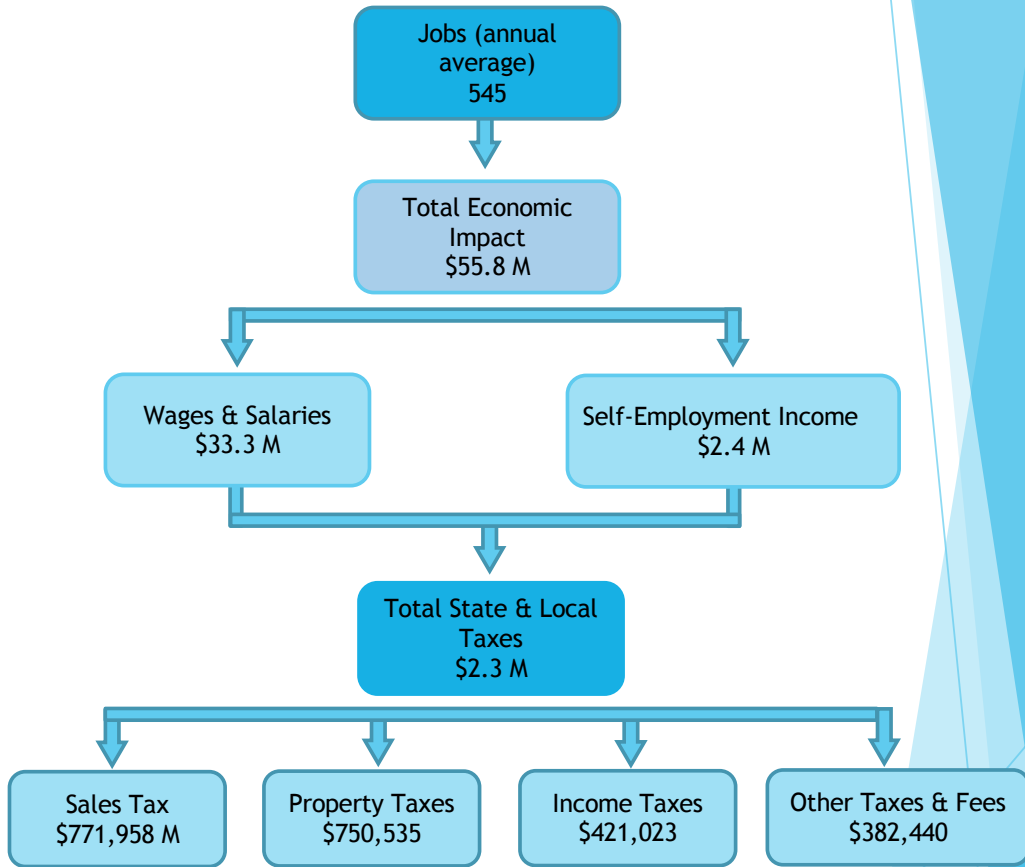 Jobs (annual
average)
545
Total Economic
Impact
$55.8 M
Wages & Salaries
$33.3 M
Self-Employment Income
$2.4 M
Total State & Local
Taxes
$2.3 M
Sales Tax
$771,958 M
Property Taxes
$750,535
Income Taxes
$421,023
Other Taxes & Fees
$382,440